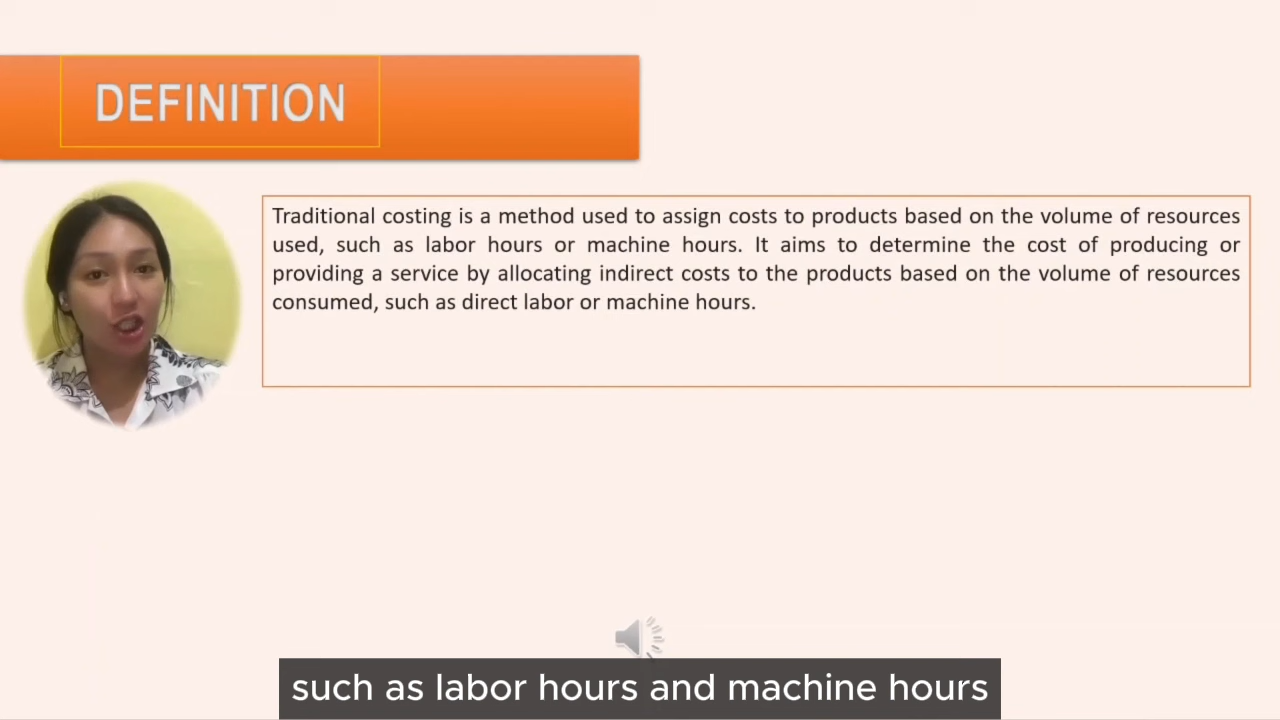 DEFINITION
Traditional costing is a method used to assign costs to products based on the volume of resources
used, such as labor hours or machine hours. It aims to determine the cost of producing or
providing a service by allocating indirect costs to the products based on the volume of resources
consumed, such as direct labor or machine hours.
such as labor hours and machine hours